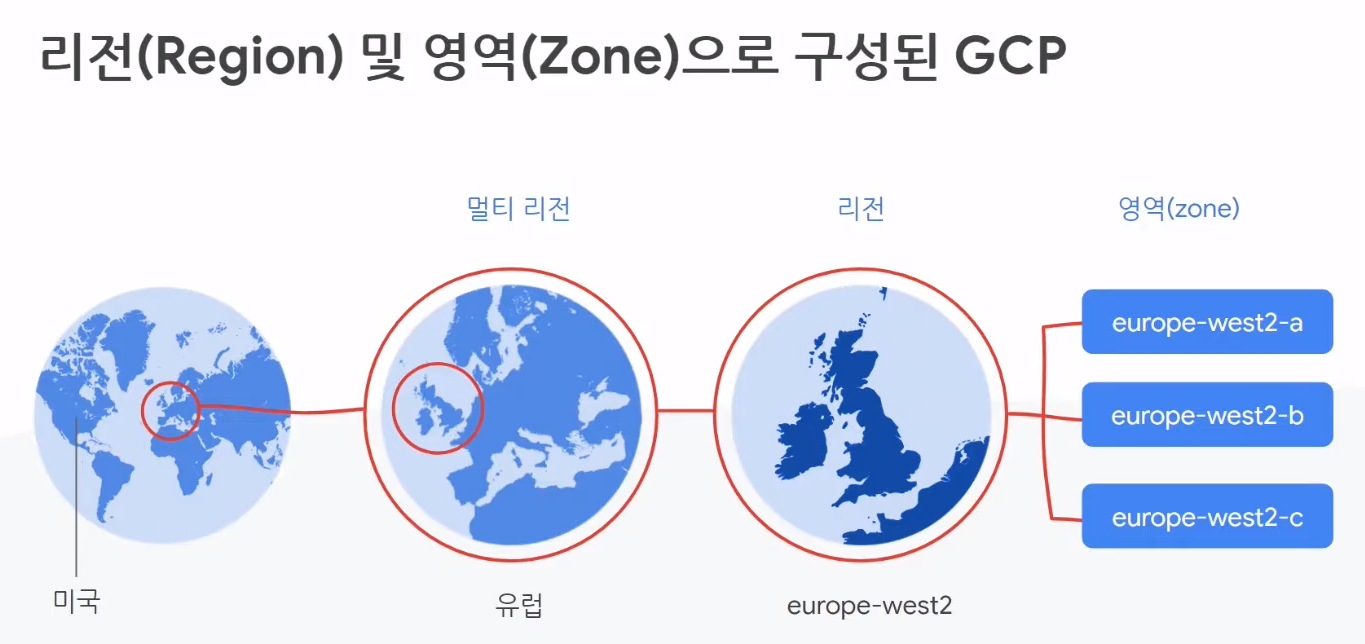 리전(Region) 및 영역(Zone)으로 구성된 GCP
멀티 리전
리전
영역(zone)
europe-west2-a
europe-west2-b
europe-west2-c
미국
유럽
europe-west2